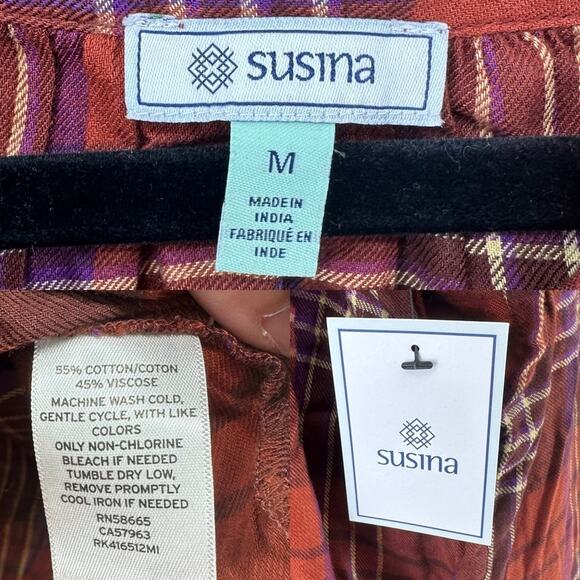 susina
M
MADE IN
INDIA
FABRIQUÉ EN
INDE
55% COTTON/COTON
45% VISCOSE
MACHINE WASH COLD,
GENTLE CYCLE, WITH LIKE
COLORS
ONLY NON-CHLORINE
BLEACH IF NEEDED
TUMBLE DRY LOW,
REMOVE PROMPTLY
COOL IRON IF NEEDED
RN58665
CA57963
RK416512MI
susina